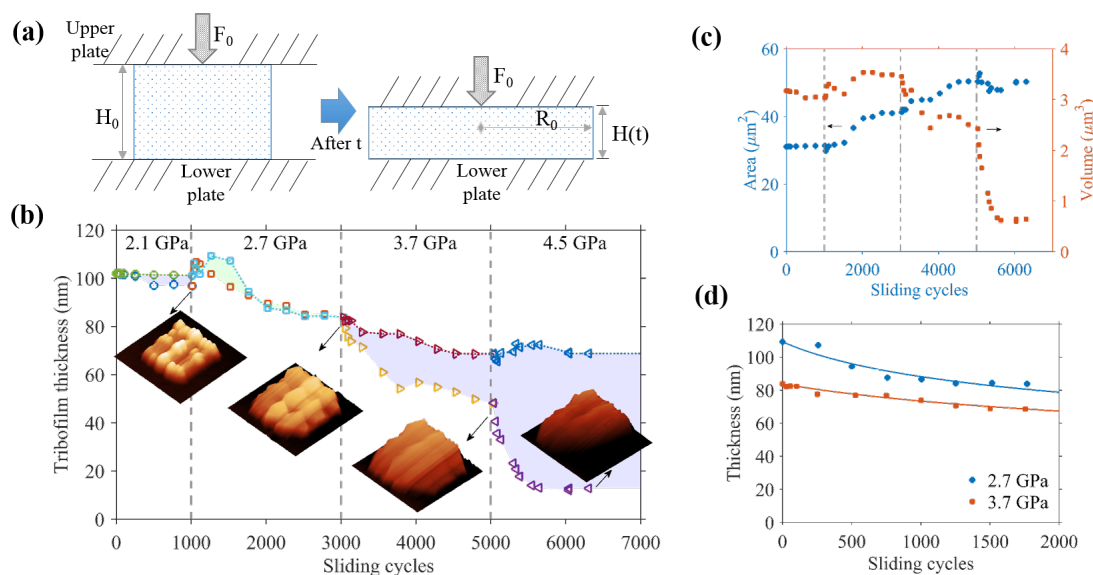 (a)
Upper
plate
F0
H0
Lower
plate
After t
F0
R0
H(t)
Lower
plate
(b)
Tribofilm thickness (nm)
120
100
80
60
40
20
0
2.1 GPa
2.7 GPa
3.7 GPa
4.5 GPa
0
1000
2000
3000
4000
5000
6000
7000
Sliding cycles
(c)
Area (μm2)
60
40
20
0
Volume (μm3)
4
3
2
1
0
0
2000
4000
6000
Sliding cycles
(d)
Thickness (nm)
120
100
80
60
40
20
0
2.7 GPa
3.7 GPa
0
500
1000
1500
2000
Sliding cycles